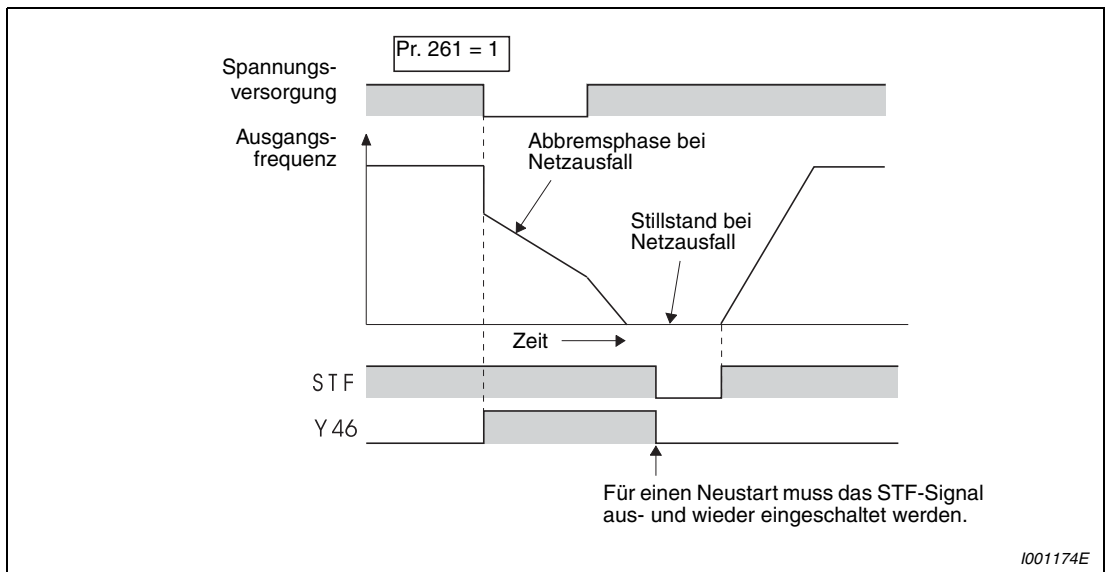 Pr. 261 = 1
Spannungs-
versorgung
Ausgangs-
frequenz
Abbremsphase bei
Netzausfall
Stillstand bei
Netzausfall
Zeit
STF
Y46
Für einen Neustart muss das STF-Signal
aus- und wieder eingeschaltet werden.
I001174E